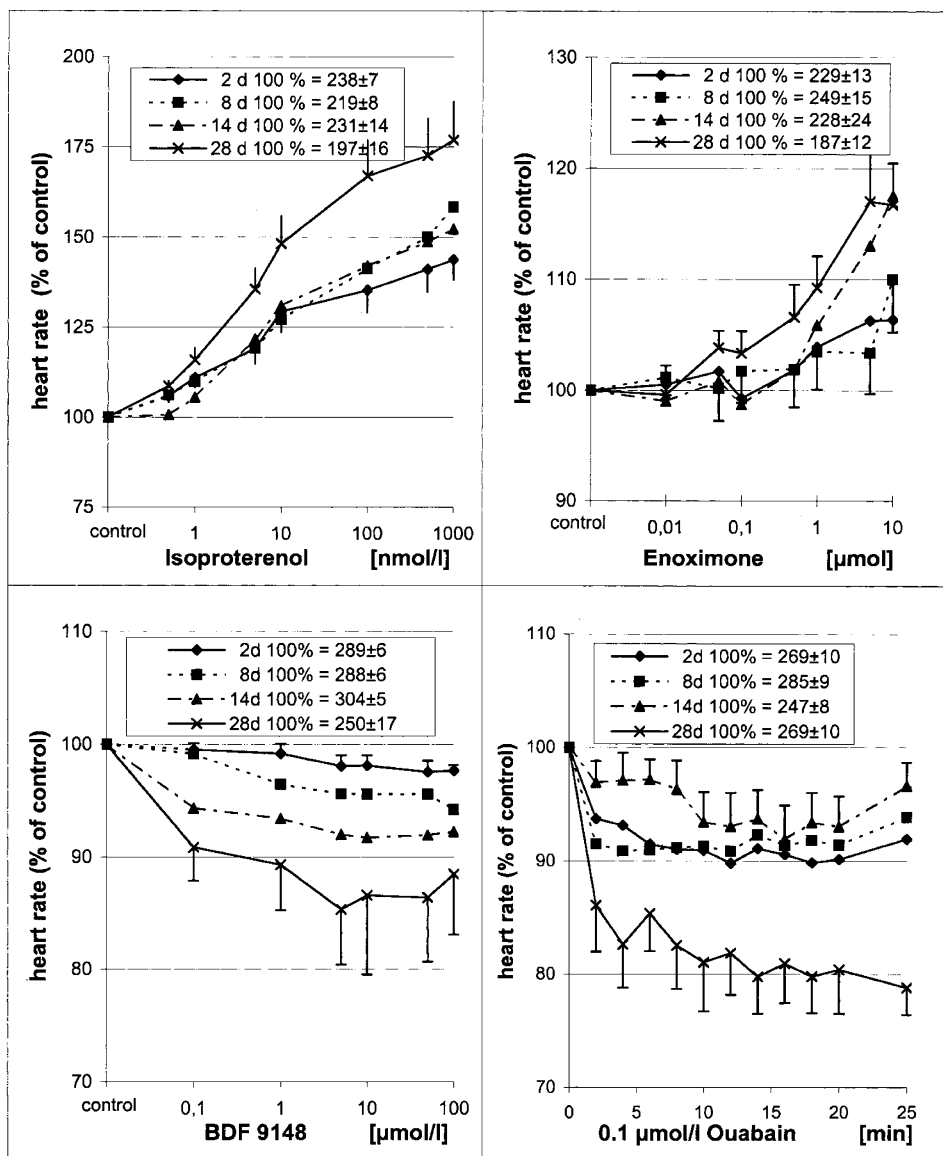 200
175
150
125
100
75
heart rate (% of control)
2 d 100 % = 238±7
8 d 100 % = 219±8
14 d 100 % = 231±14
28 d 100 % = 197±16
control 1 10 100 1000
Isoproterenol [nmol/l]
130
120
110
100
90
heart rate (% of control)
2 d 100 % = 229±13
8 d 100 % = 249±15
14 d 100 % = 228±24
28 d 100 % = 187±12
control 0,01 0,1 1 10
Enoximone [µmol]
110
100
90
80
70
heart rate (% of control)
2d 100% = 289±6
8d 100% = 288±6
14d 100% = 304±5
28d 100% = 250±17
control 0,1 1 10 100
BDF 9148 [µmol/l]
110
100
90
80
70
heart rate (% of control)
2d 100% = 269±10
8d 100% = 285±9
14d 100% = 247±8
28d 100% = 269±10
0 5 10 15 20 25
0.1 µmol/l Ouabain [min]